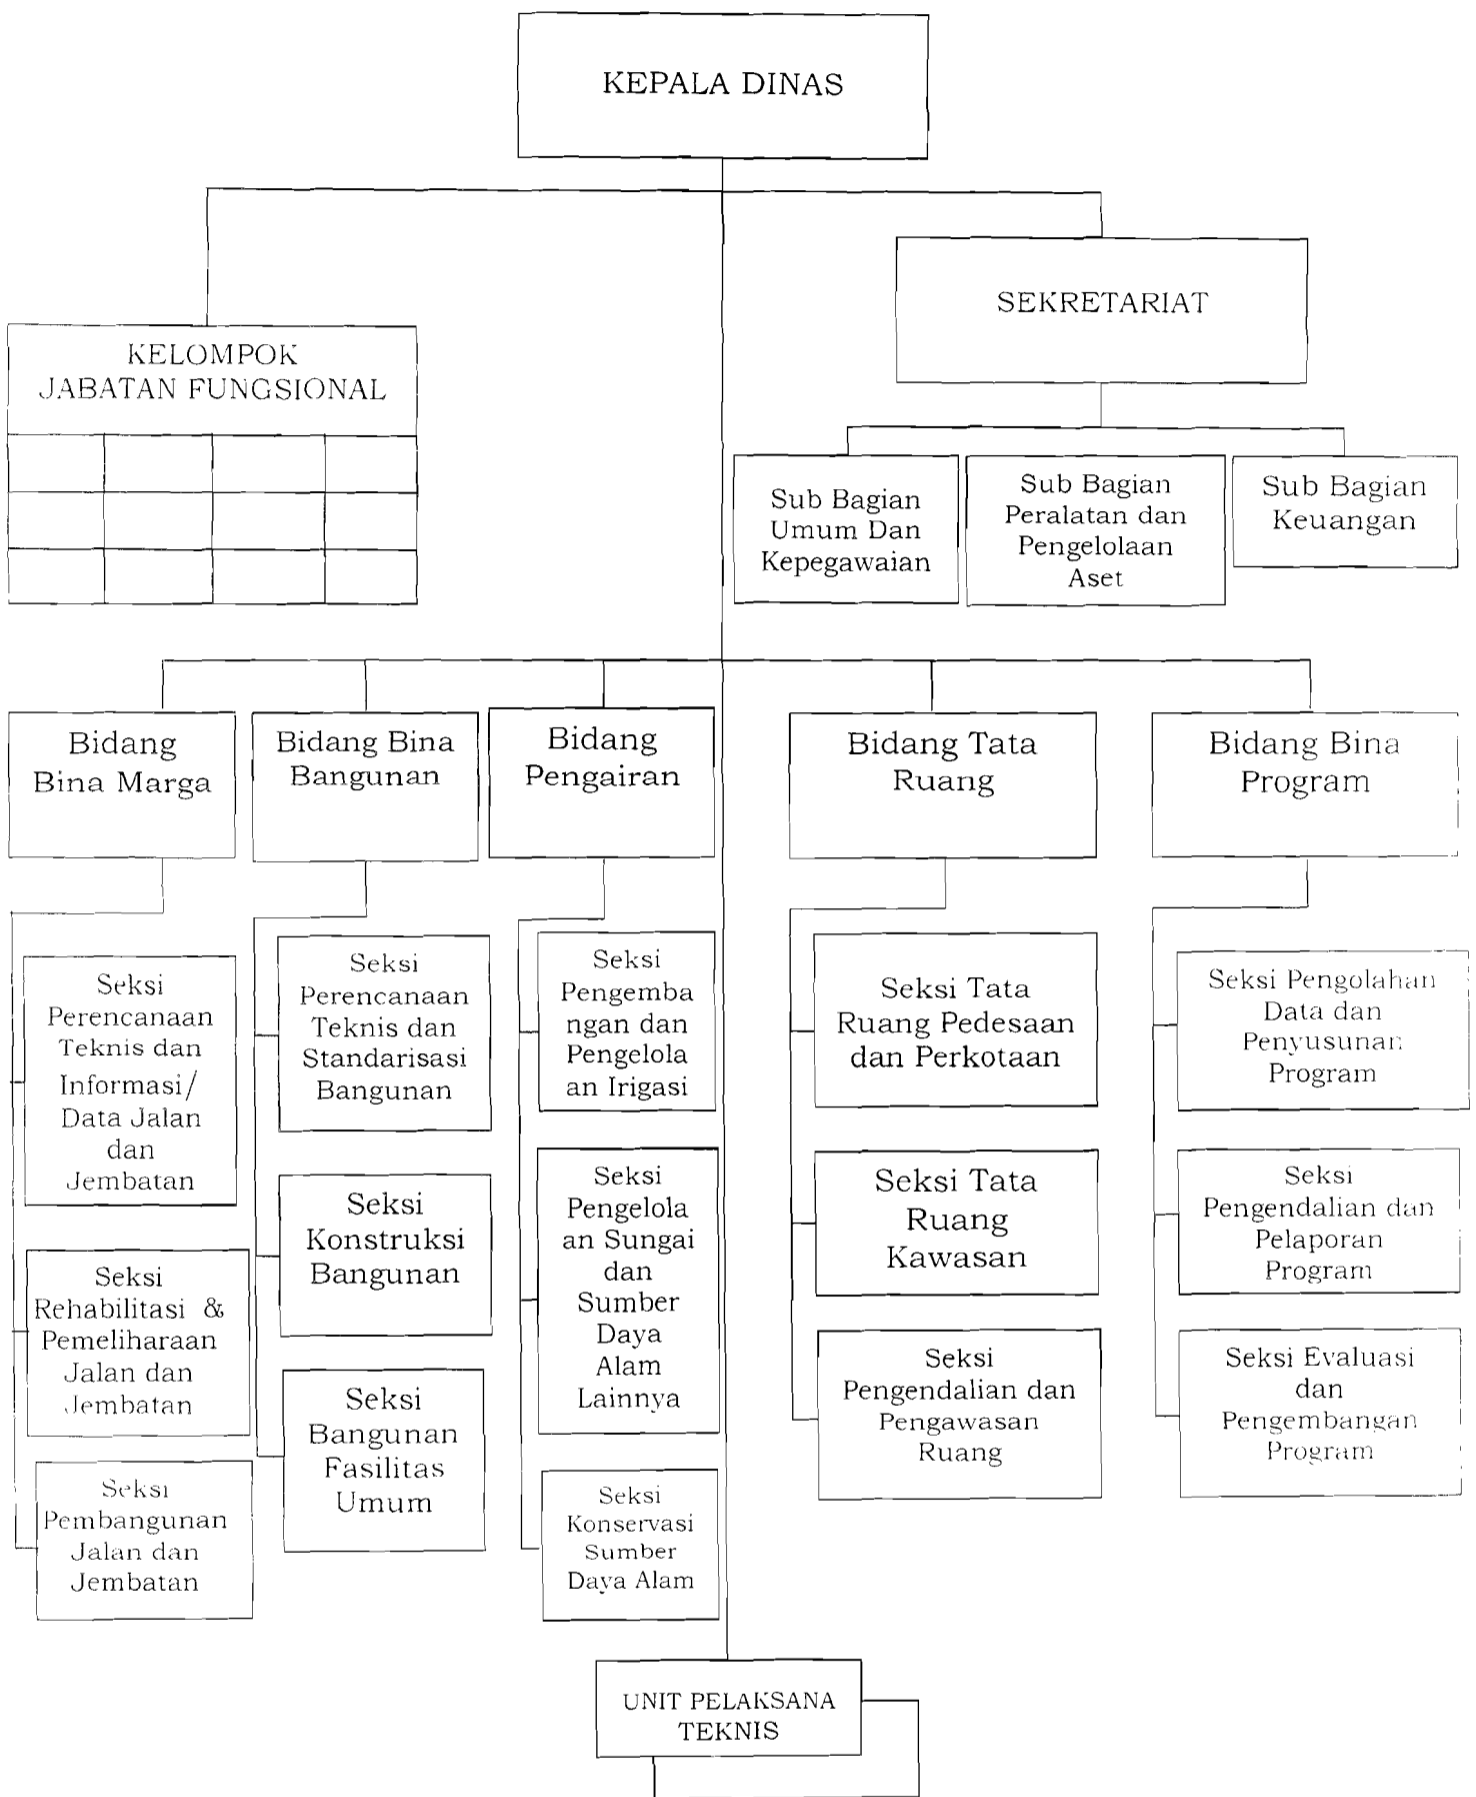 KEPALA DINAS
SEKRETARIAT
KELOMPOK
JABATAN FUNGSIONAL
Sub Bagian
Umum Dan
Kepegawaian
Sub Bagian
Peralatan dan
Pengelolaan
Aset
Sub Bagian
Keuangan
Bidang
Bina Marga
Bidang Bina
Bangunan
Bidang
Pengairan
Bidang Tata
Ruang
Bidang Bina
Program
Seksi
Perencanaan
Teknis dan
Informasi/
Data Jalan
dan
Jembatan
Seksi
Rehabilitasi &
Pemeliharaan
Jalan dan
Jembatan
Seksi
Pembangunan
Jalan dan
Jembatan
Seksi
Perencanaan
Teknis dan
Standarisasi
Bangunan
Seksi
Konstruksi
Bangunan
Seksi
Bangunan
Fasilitas
Umum
Seksi
Pengemba
ngan dan
Pengelola
an Irigasi
Seksi
Pengelola
an Sungai
dan
Sumber
Daya
Alam
Lainnya
Seksi
Konservasi
Sumber
Daya Alam
Seksi Tata
Ruang Pedesaan
dan Perkotaan
Seksi Tata
Ruang
Kawasan
Seksi
Pengendalian dan
Pengawasan
Ruang
Seksi Pengolahan
Data dan
Penyusunan
Program
Seksi
Pengendalian dan
Pelaporan
Program
Seksi Evaluasi
dan
Pengembangan
Program
UNIT PELAKSANA
TEKNIS